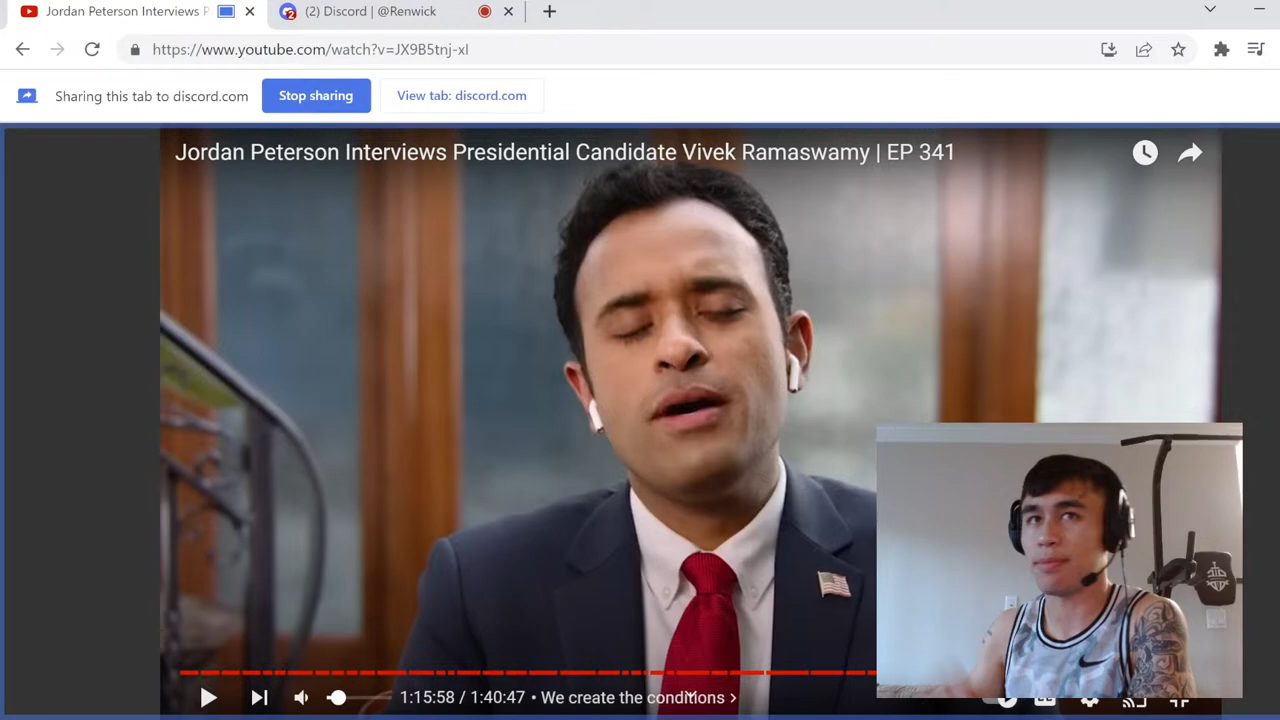 Jordan Peterson Interviews P
(2) Discord | @Renwick
https://www.youtube.com/watch?v=JX9B5tnj-xI
Sharing this tab to discord.com
Stop sharing
View tab: discord.com
Jordan Peterson Interviews Presidential Candidate Vivek Ramaswamy | EP 341
1:15:58 / 1:40:47 • We create the conditions >